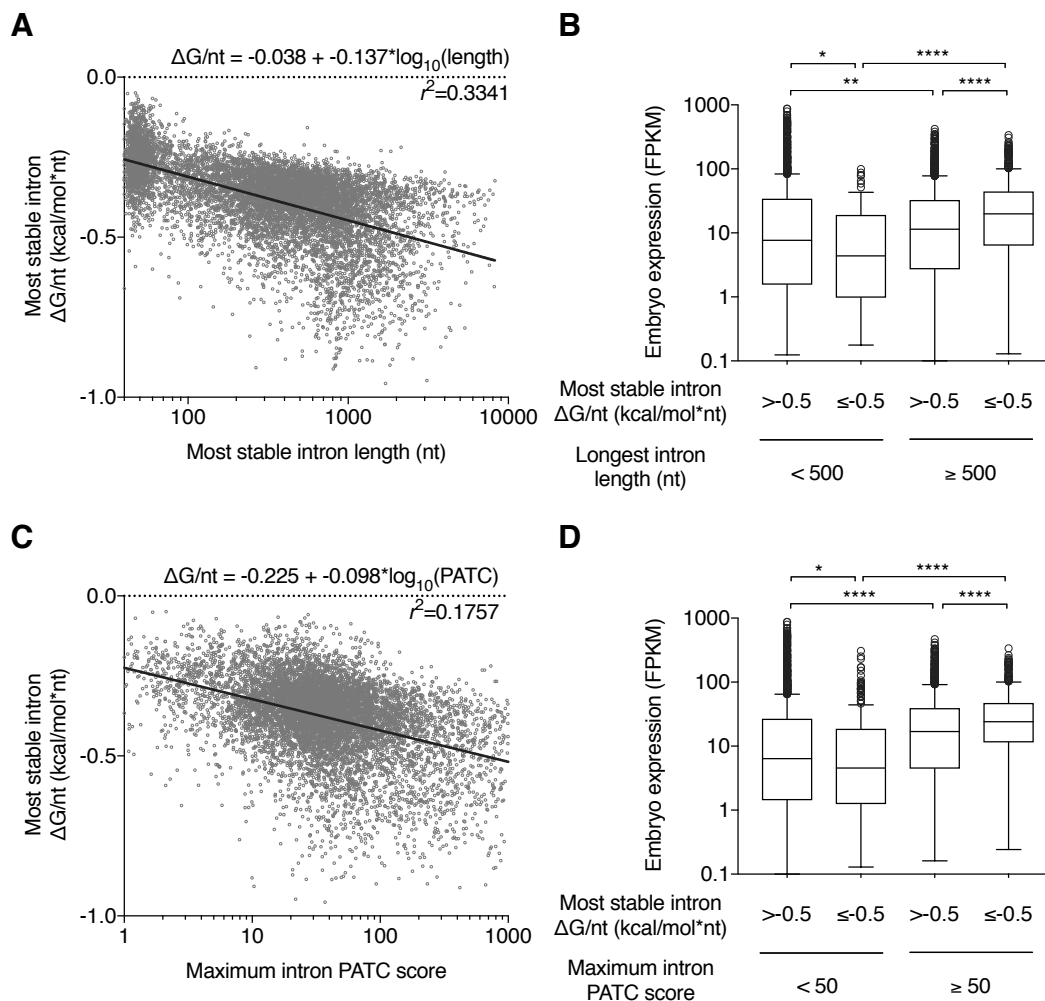 A
ΔG/nt = -0.038 + -0.137*log10(length)
r2=0.3341
0.0
-0.5
-1.0
Most stable intron
ΔG/nt (kcal/mol*nt)
100
1000
10000
Most stable intron length (nt)
B
*
****
**
****
1000
100
10
1
0.1
Embryo expression (FPKM)
Most stable intron
ΔG/nt (kcal/mol*nt)
>-0.5
≤-0.5
>-0.5
≤-0.5
Longest intron
length (nt)
< 500
≥ 500
C
ΔG/nt = -0.225 + -0.098*log10(PATC)
r2=0.1757
0.0
-0.5
-1.0
Most stable intron
ΔG/nt (kcal/mol*nt)
1
10
100
1000
Maximum intron PATC score
D
*
****
****
****
1000
100
10
1
0.1
Embryo expression (FPKM)
Most stable intron
ΔG/nt (kcal/mol*nt)
>-0.5
≤-0.5
>-0.5
≤-0.5
Maximum intron
PATC score
< 50
≥ 50